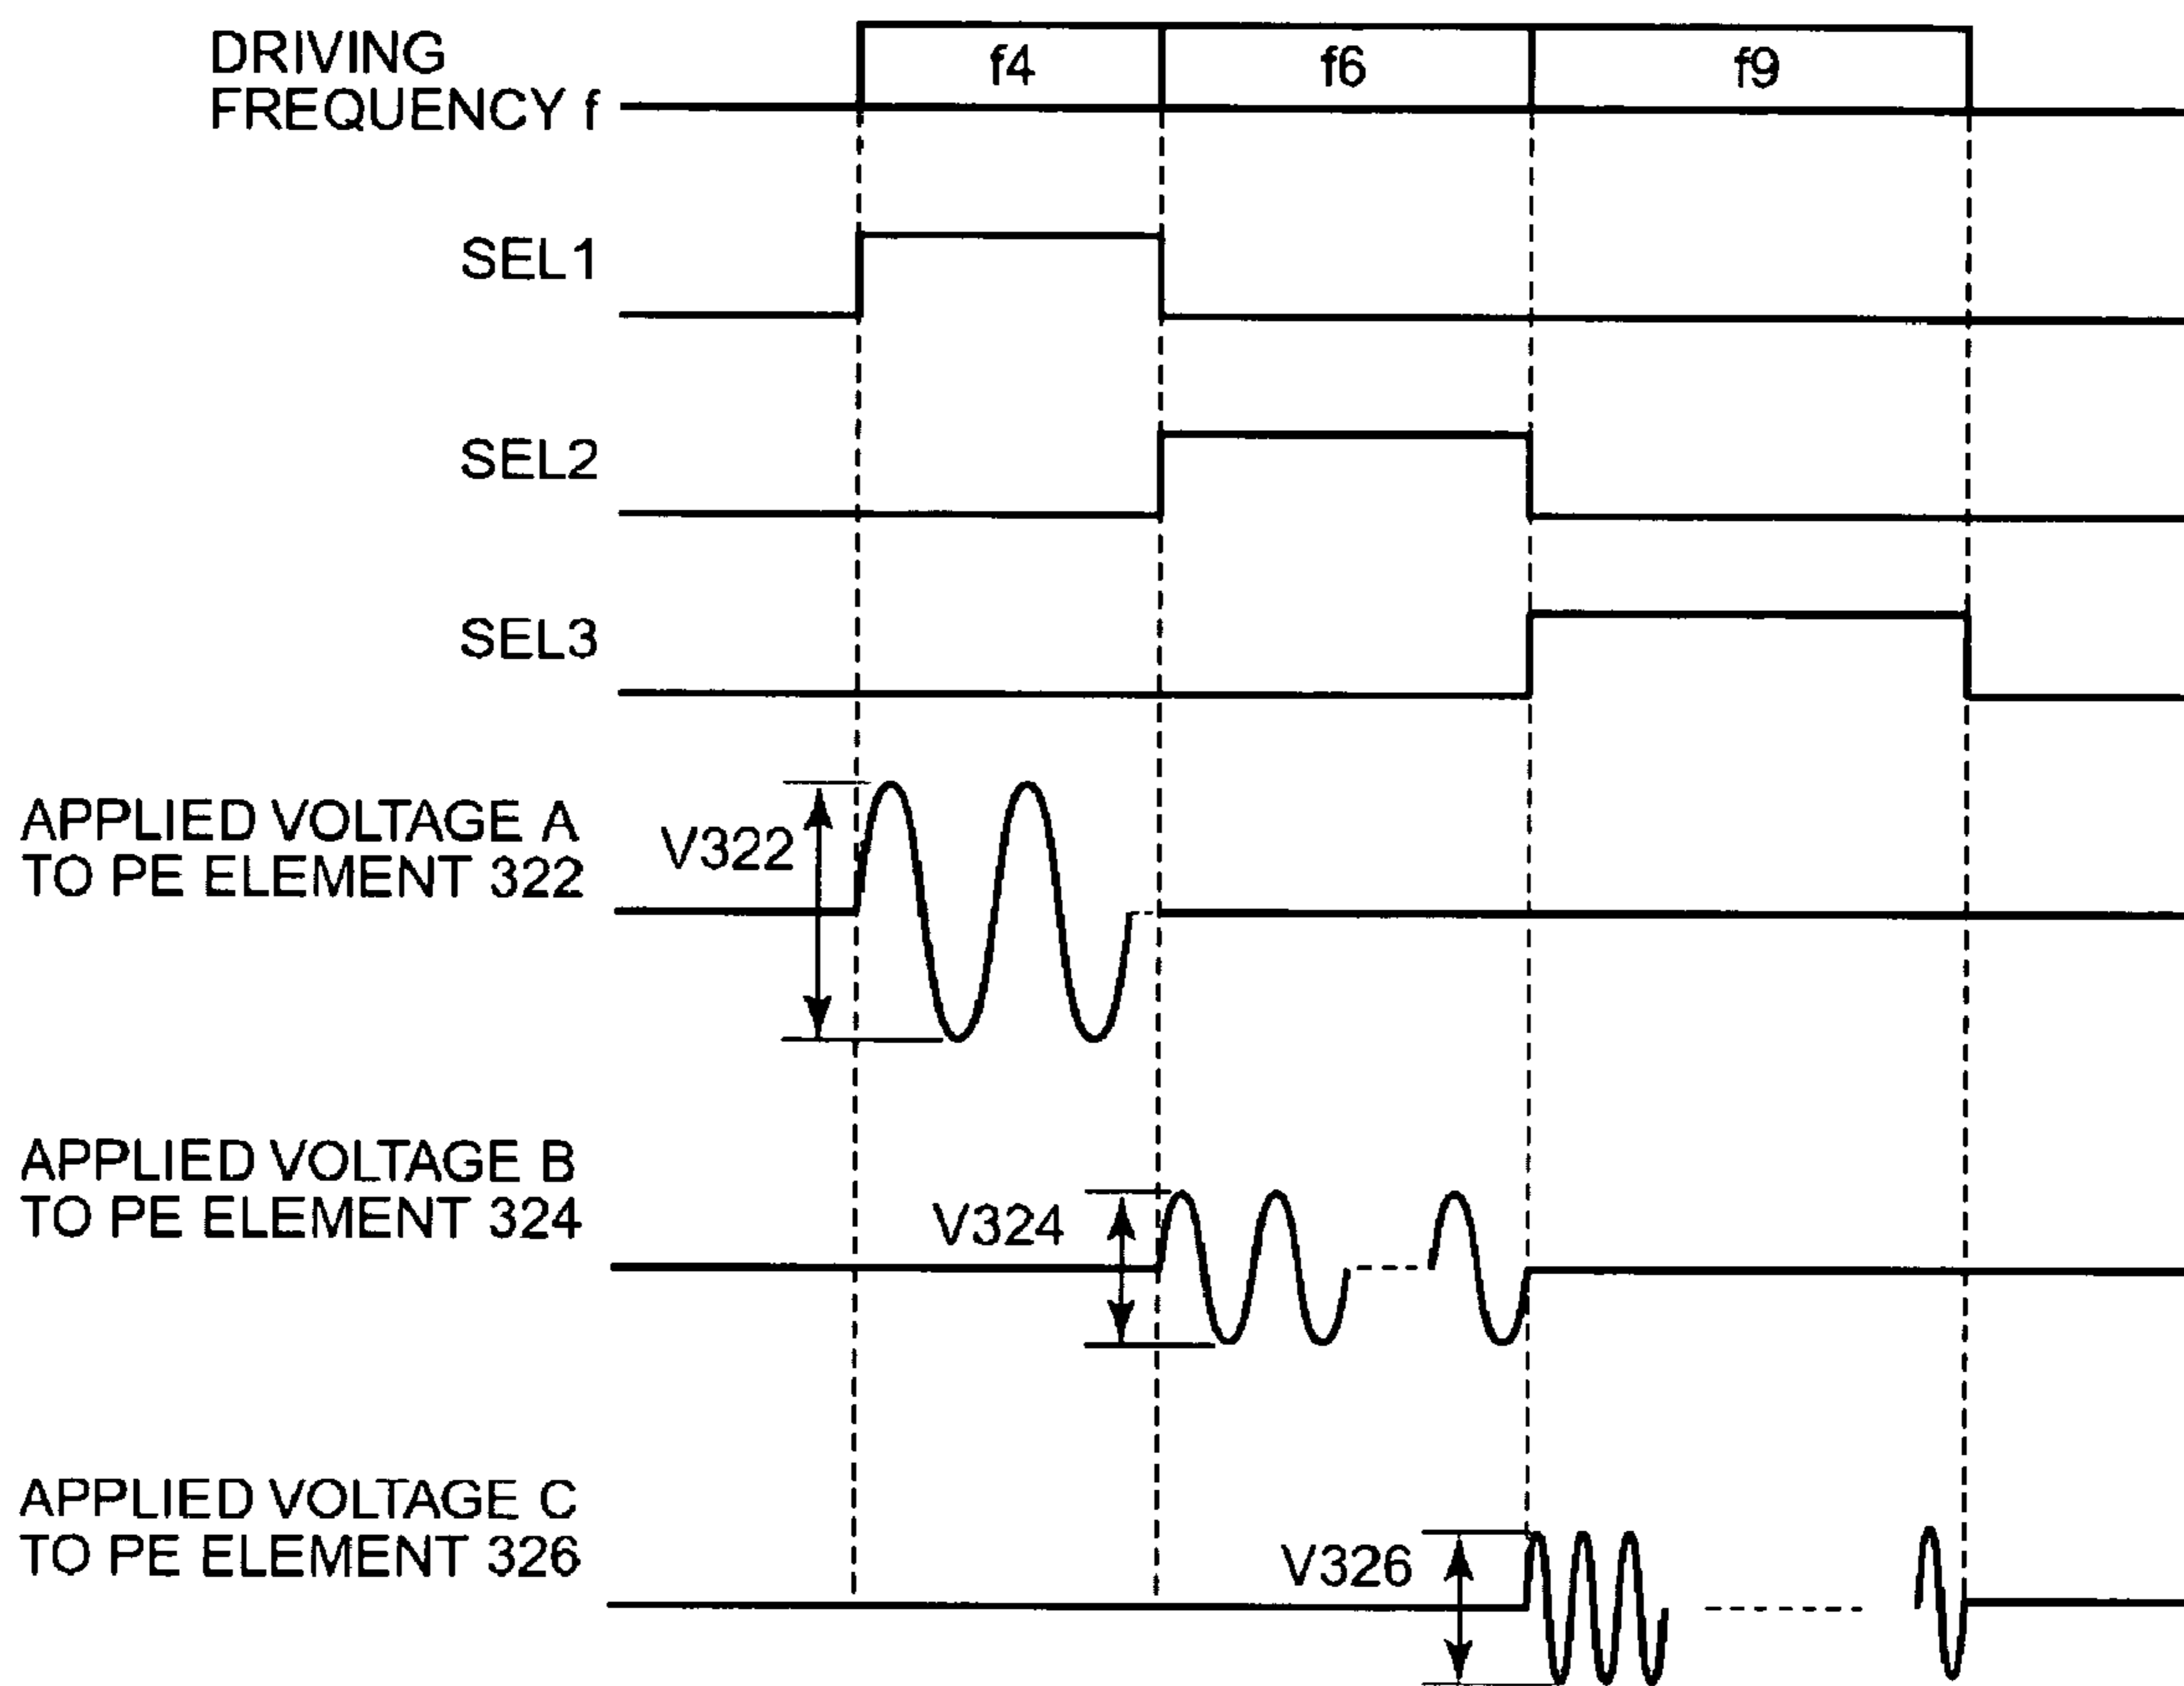 DRIVING
FREQUENCY f
f4
f6
f9
SEL1
SEL2
SEL3
APPLIED VOLTAGE A
TO PE ELEMENT 322
V322
APPLIED VOLTAGE B
TO PE ELEMENT 324
V324
APPLIED VOLTAGE C
TO PE ELEMENT 326
V326